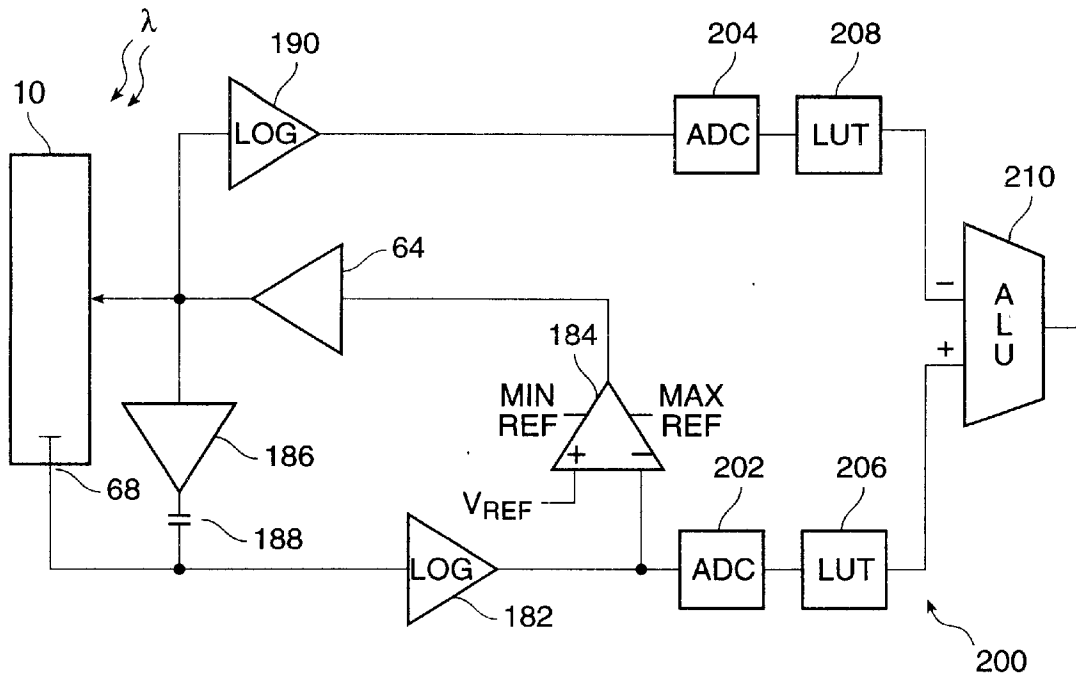 λ
10
190
LOG
204
ADC
208
LUT
210
64
−
+
A
L
U
184
MIN
REF
MAX
REF
+
−
V_REF
186
68
188
LOG
182
202
ADC
206
LUT
200